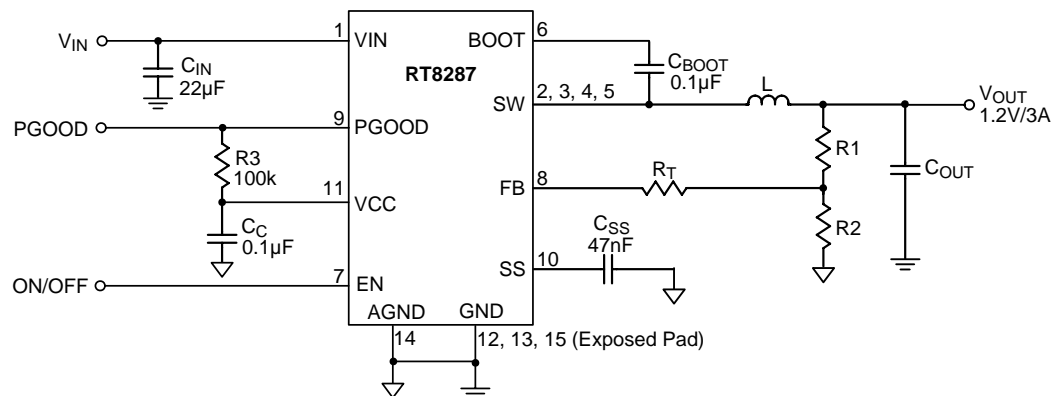 VIN
CIN
22µF
1
VIN
RT8287
BOOT
6
CBOOT
0.1µF
SW
2, 3, 4, 5
L
VOUT
1.2V/3A
PGOOD
9
PGOOD
R3
100k
11
VCC
CC
0.1µF
FB
8
RT
R1
R2
COUT
SS
10
CSS
47nF
ON/OFF
7
EN
AGND
14
GND
12, 13, 15 (Exposed Pad)